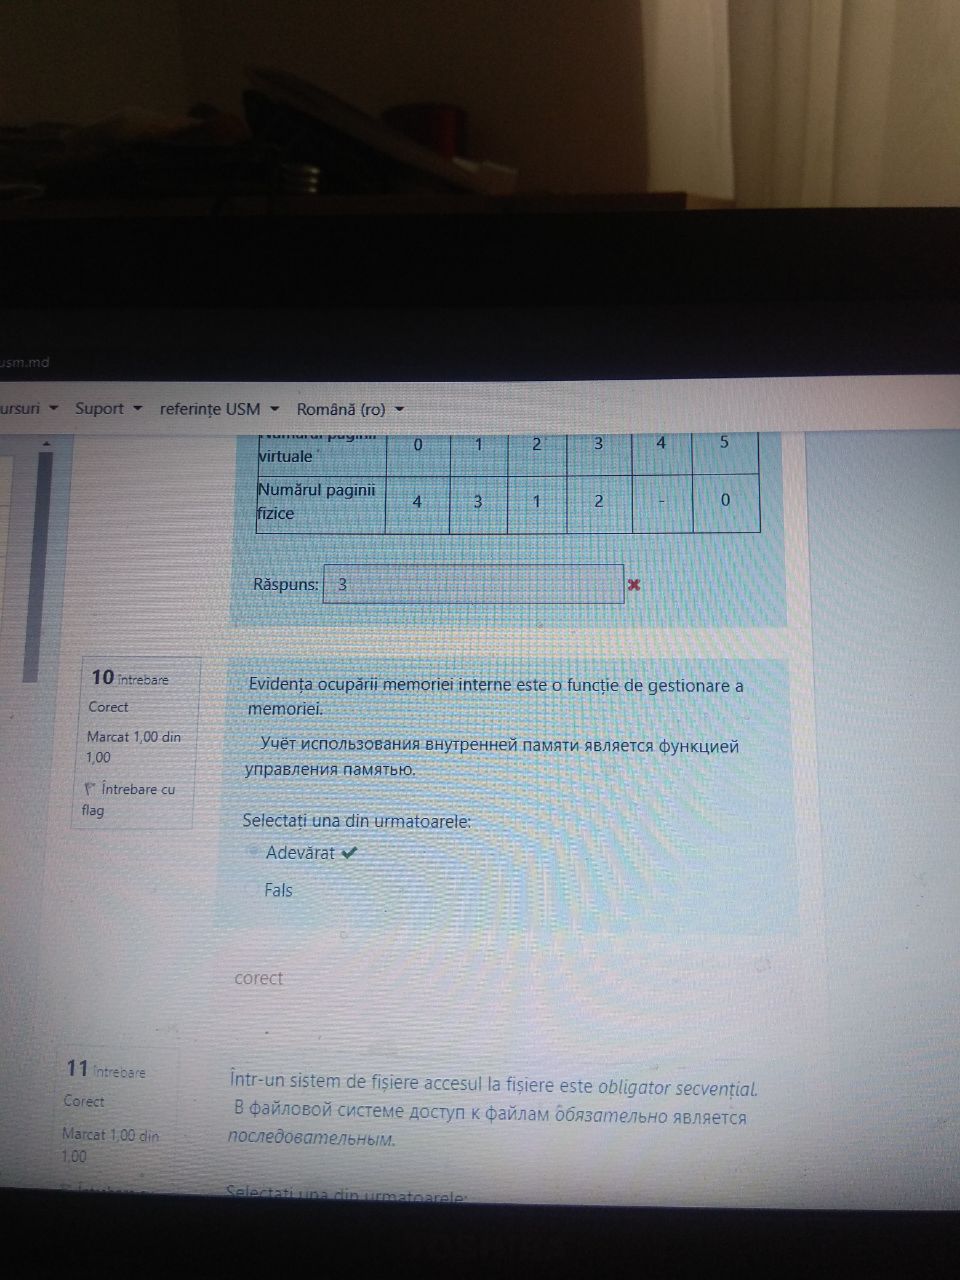 usm.md
ursuri Suport referințe USM Română (ro)
Numărul paginii
virtuale 0 1 2 3 4 5
Numărul paginii
fizice 4 3 1 2 - 0
Răspuns: 3
10 întrebare
Corect
Marcat 1,00 din
1,00
Întrebare cu
flag
Evidența ocupării memoriei interne este o funcție de gestionare a
memoriei.
Учёт использования внутренней памяти является функцией
управления памятью.
Selectați una din urmatoarele:
Adevărat
Fals
corect
11 întrebare
Corect
Marcat 1,00 din
1,00
Într-un sistem de fișiere accesul la fișiere este obligator secvențial.
В файловой системе доступ к файлам обязательно является
последовательным.
Selectați una din urmatoarele: